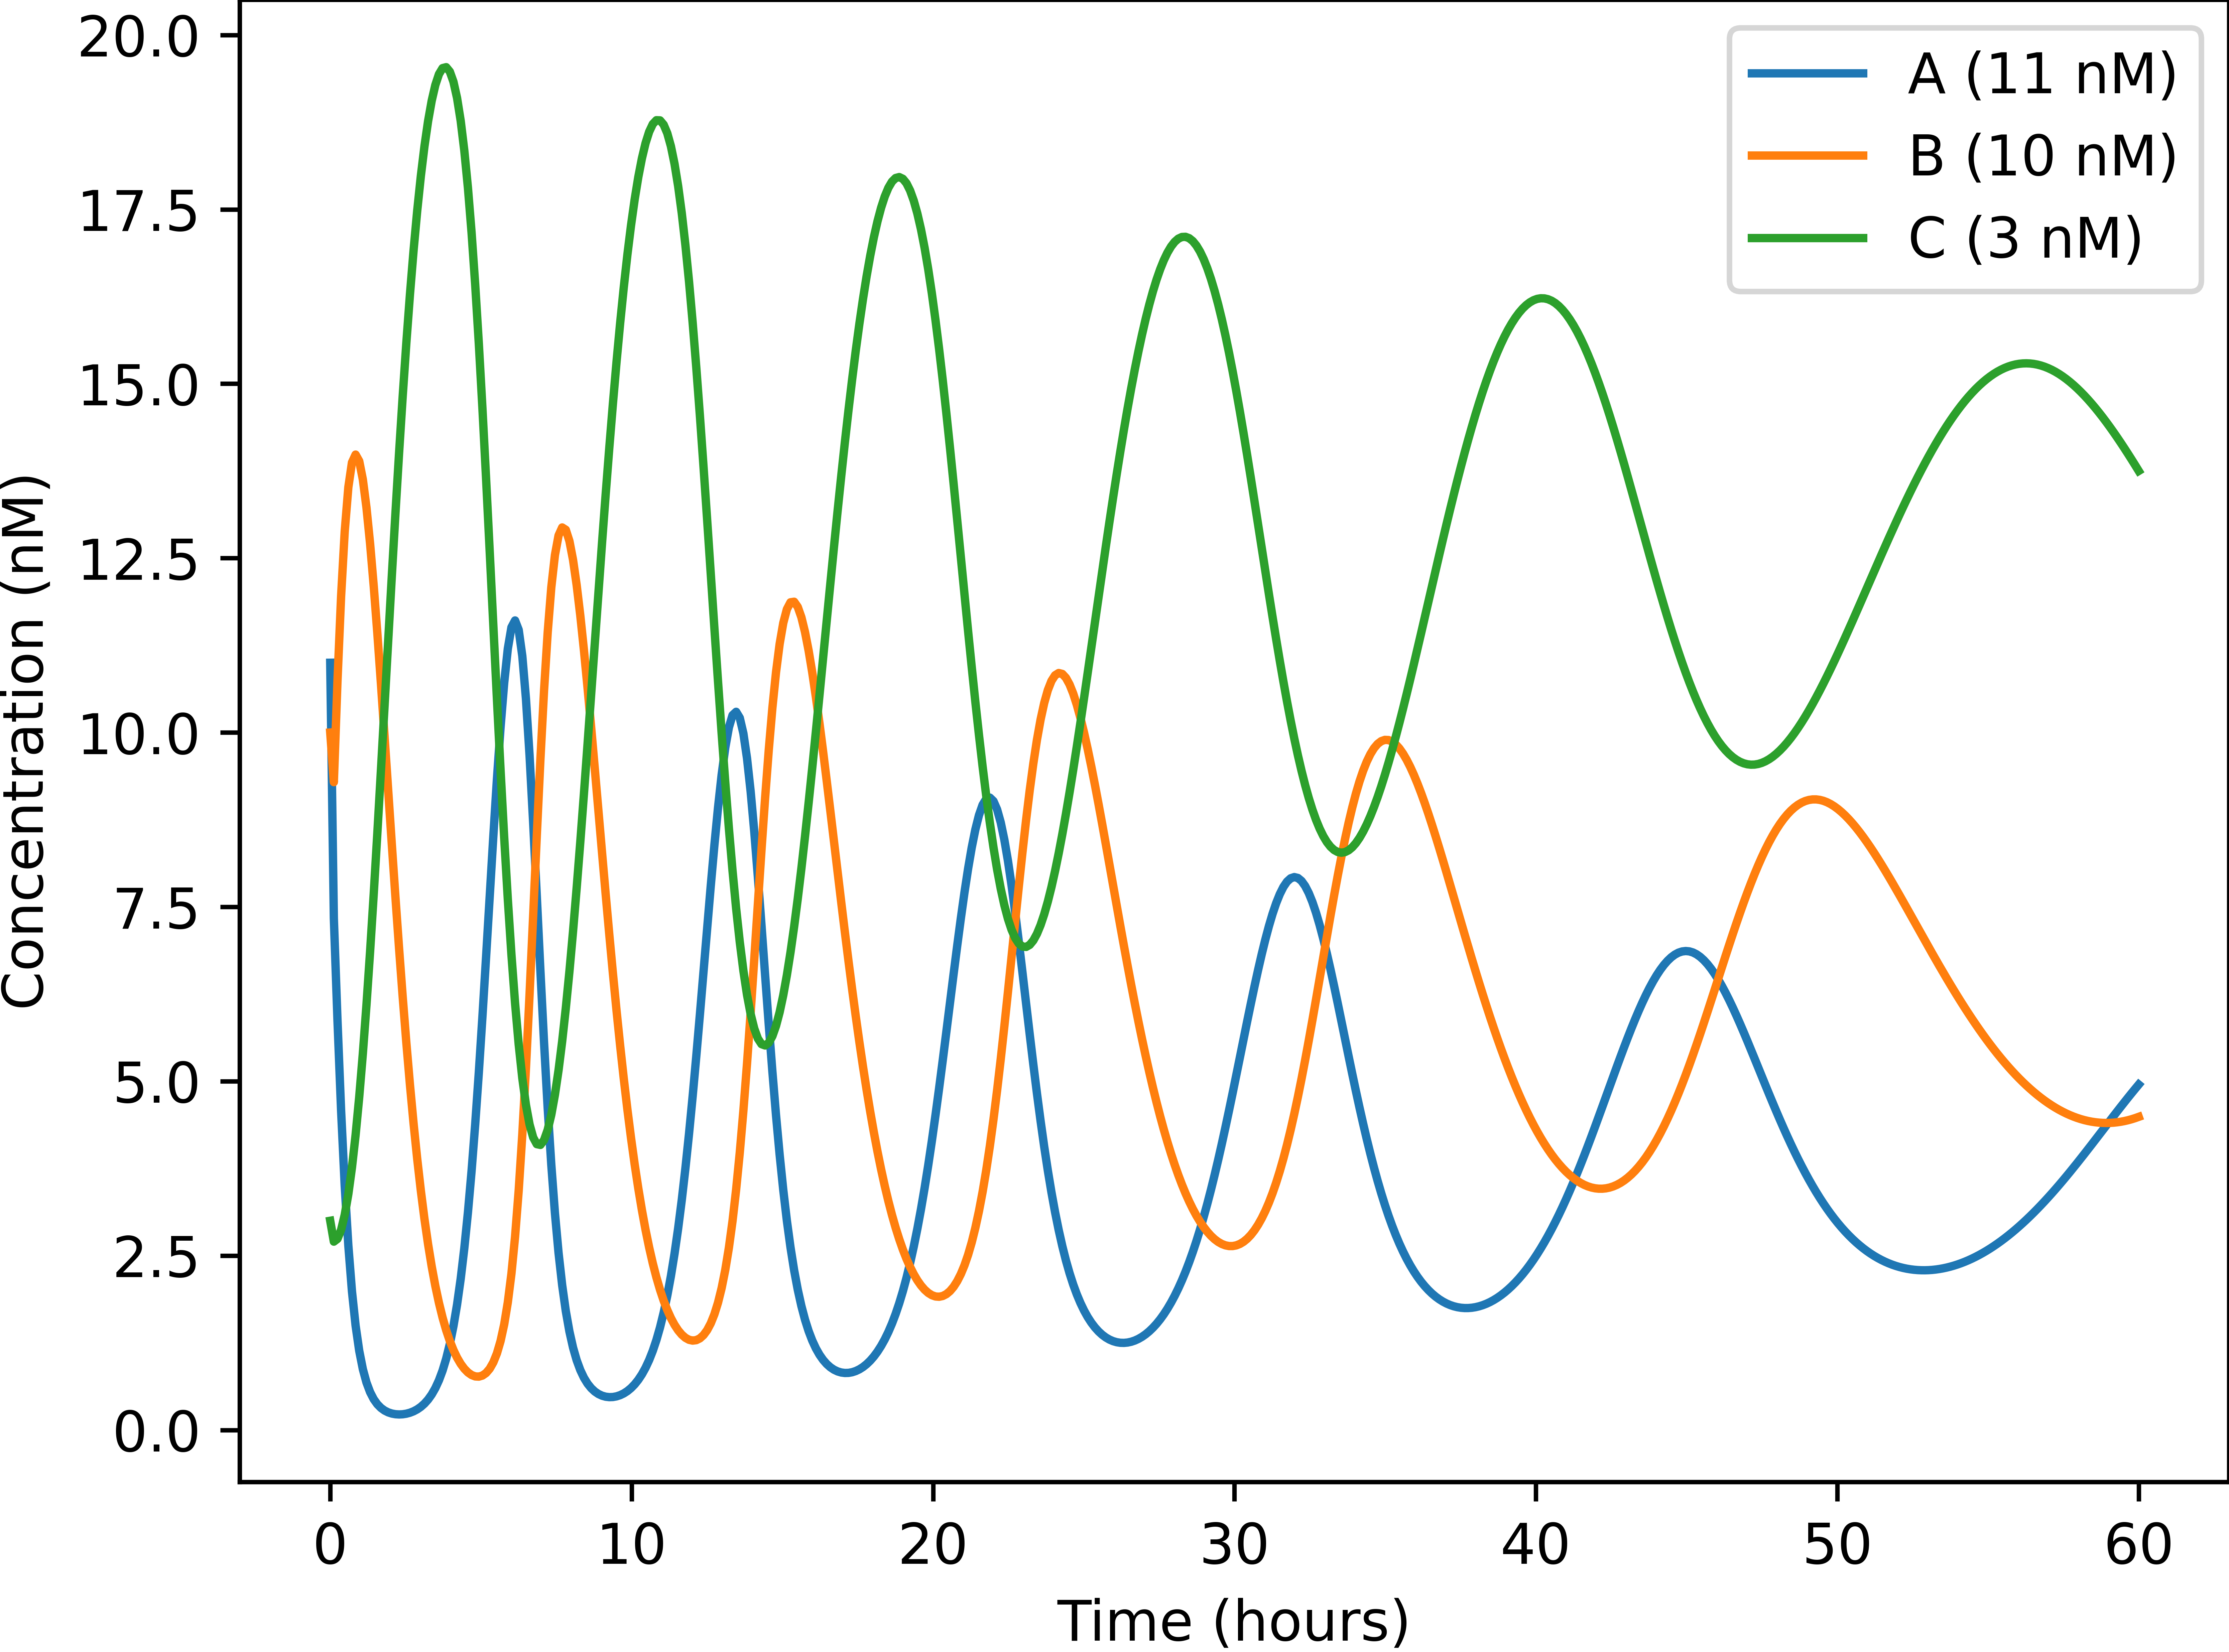 20.0
17.5
15.0
12.5
10.0
7.5
5.0
2.5
0.0
Concentration (nM)
A (11 nM)
B (10 nM)
C (3 nM)
0 10 20 30 40 50 60
Time (hours)